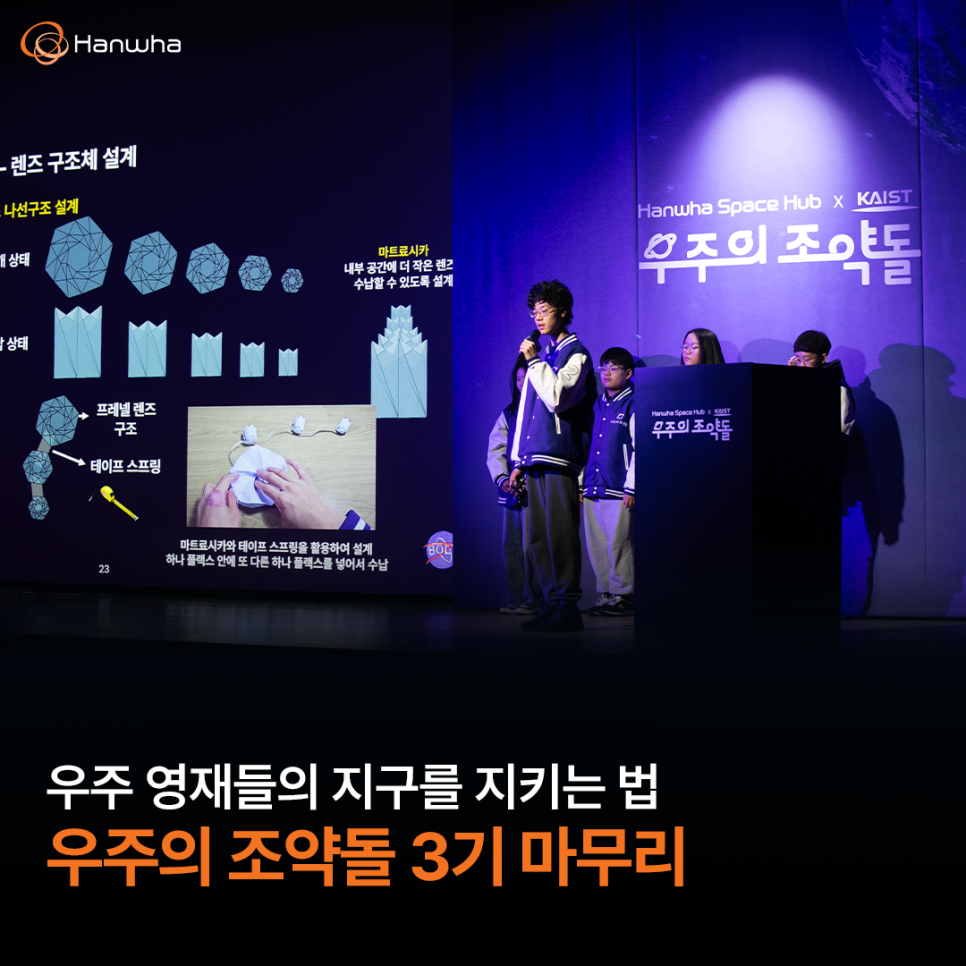 Hanwha
렌즈 구조체 설계
나선구조 설계
상태
마트료시카
내부 공간에 더 작은 렌즈
수납할 수 있도록 설계
상태
프레넬 렌즈
구조
테이프 스프링
마트료시카와 테이프 스프링을 활용하여 설계
하나 플랙스 안에 또 다른 하나 플랙스를 넣어서 수납
23
Hanwha Space Hub x KAIST
우주의 조약돌
Hanwha Space Hub x KAIST
우주의 조약돌
우주 영재들의 지구를 지키는 법
우주의 조약돌 3기 마무리